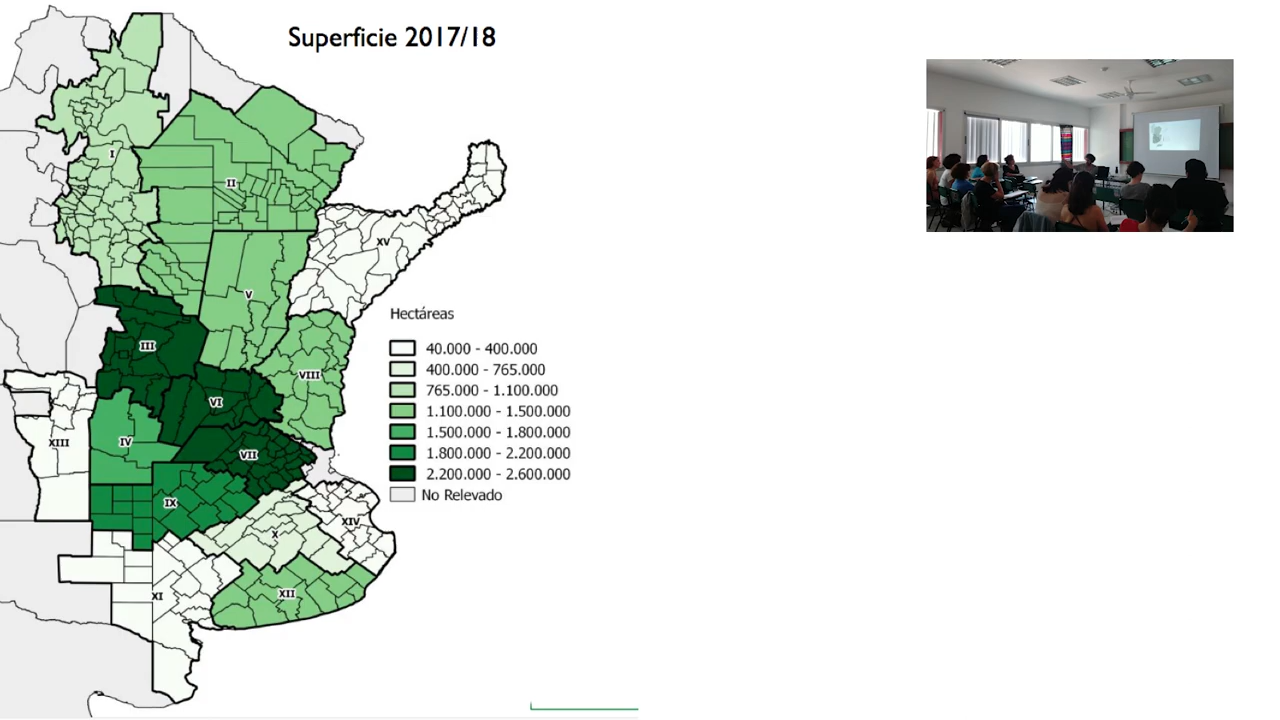 Superficie 2017/18
I
II
XV
V
Hectáreas
III
40.000 - 400.000
400.000 - 765.000
VIII
765.000 - 1.100.000
VI
1.100.000 - 1.500.000
1.500.000 - 1.800.000
XIII
IV
1.800.000 - 2.200.000
VII
2.200.000 - 2.600.000
No Relevado
IX
XIV
X
XI
XII